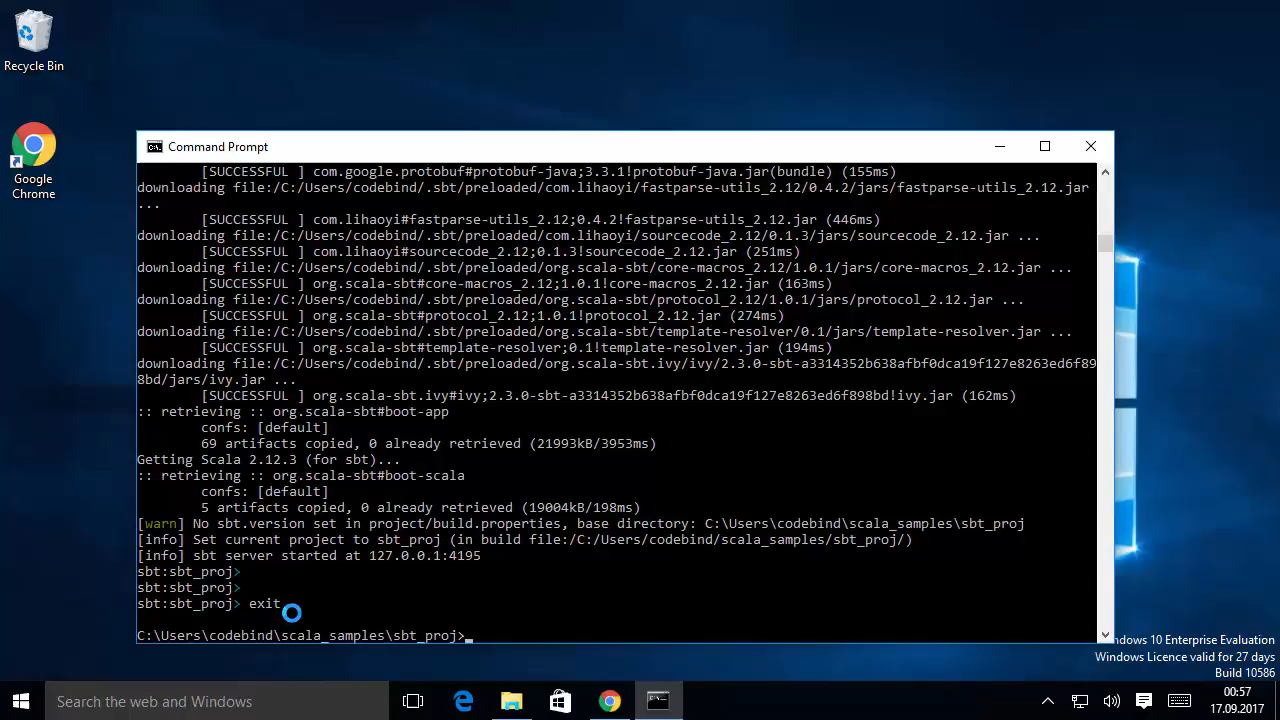 Recycle Bin
Google
Chrome
Command Prompt
[SUCCESSFUL ] com.google.protobuf#protobuf-java;3.3.1!protobuf-java.jar(bundle) (155ms)
downloading file:/C:/Users/codebind/.sbt/preloaded/com.lihaoyi/fastparse-utils_2.12/0.4.2/jars/fastparse-utils_2.12.jar
...
[SUCCESSFUL ] com.lihaoyi#fastparse-utils_2.12;0.4.2!fastparse-utils_2.12.jar (446ms)
downloading file:/C:/Users/codebind/.sbt/preloaded/com.lihaoyi/sourcecode_2.12/0.1.3/jars/sourcecode_2.12.jar ...
[SUCCESSFUL ] com.lihaoyi#sourcecode_2.12;0.1.3!sourcecode_2.12.jar (251ms)
downloading file:/C:/Users/codebind/.sbt/preloaded/org.scala-sbt/core-macros_2.12/1.0.1/jars/core-macros_2.12.jar ...
[SUCCESSFUL ] org.scala-sbt#core-macros_2.12;1.0.1!core-macros_2.12.jar (163ms)
downloading file:/C:/Users/codebind/.sbt/preloaded/org.scala-sbt/protocol_2.12/1.0.1/jars/protocol_2.12.jar ...
[SUCCESSFUL ] org.scala-sbt#protocol_2.12;1.0.1!protocol_2.12.jar (274ms)
downloading file:/C:/Users/codebind/.sbt/preloaded/org.scala-sbt/template-resolver/0.1/jars/template-resolver.jar ...
[SUCCESSFUL ] org.scala-sbt#template-resolver;0.1!template-resolver.jar (194ms)
downloading file:/C:/Users/codebind/.sbt/preloaded/org.scala-sbt.ivy/ivy/2.3.0-sbt-a3314352b638afbf0dca19f127e8263ed6f8
98bd/jars/ivy.jar ...
[SUCCESSFUL ] org.scala-sbt.ivy#ivy;2.3.0-sbt-a3314352b638afbf0dca19f127e8263ed6f898bd!ivy.jar (162ms)
:: retrieving :: org.scala-sbt#boot-app
confs: [default]
69 artifacts copied, 0 already retrieved (21993kB/3953ms)
Getting Scala 2.12.3 (for sbt)...
:: retrieving :: org.scala-sbt#boot-scala
confs: [default]
5 artifacts copied, 0 already retrieved (19004kB/198ms)
[warn] No sbt.version set in project/build.properties, base directory: C:\Users\codebind\scala_samples\sbt_proj
[info] Set current project to sbt_proj (in build file:/C:/Users/codebind/scala_samples/sbt_proj/)
[info] sbt server started at 127.0.0.1:4195
sbt:sbt_proj>
sbt:sbt_proj>
sbt:sbt_proj> exit
C:\Users\codebind\scala_samples\sbt_proj>_
ndows 10 Enterprise Evaluation
Windows Licence valid for 27 days
Build 10586
Search the web and Windows
00:57
17.09.2017